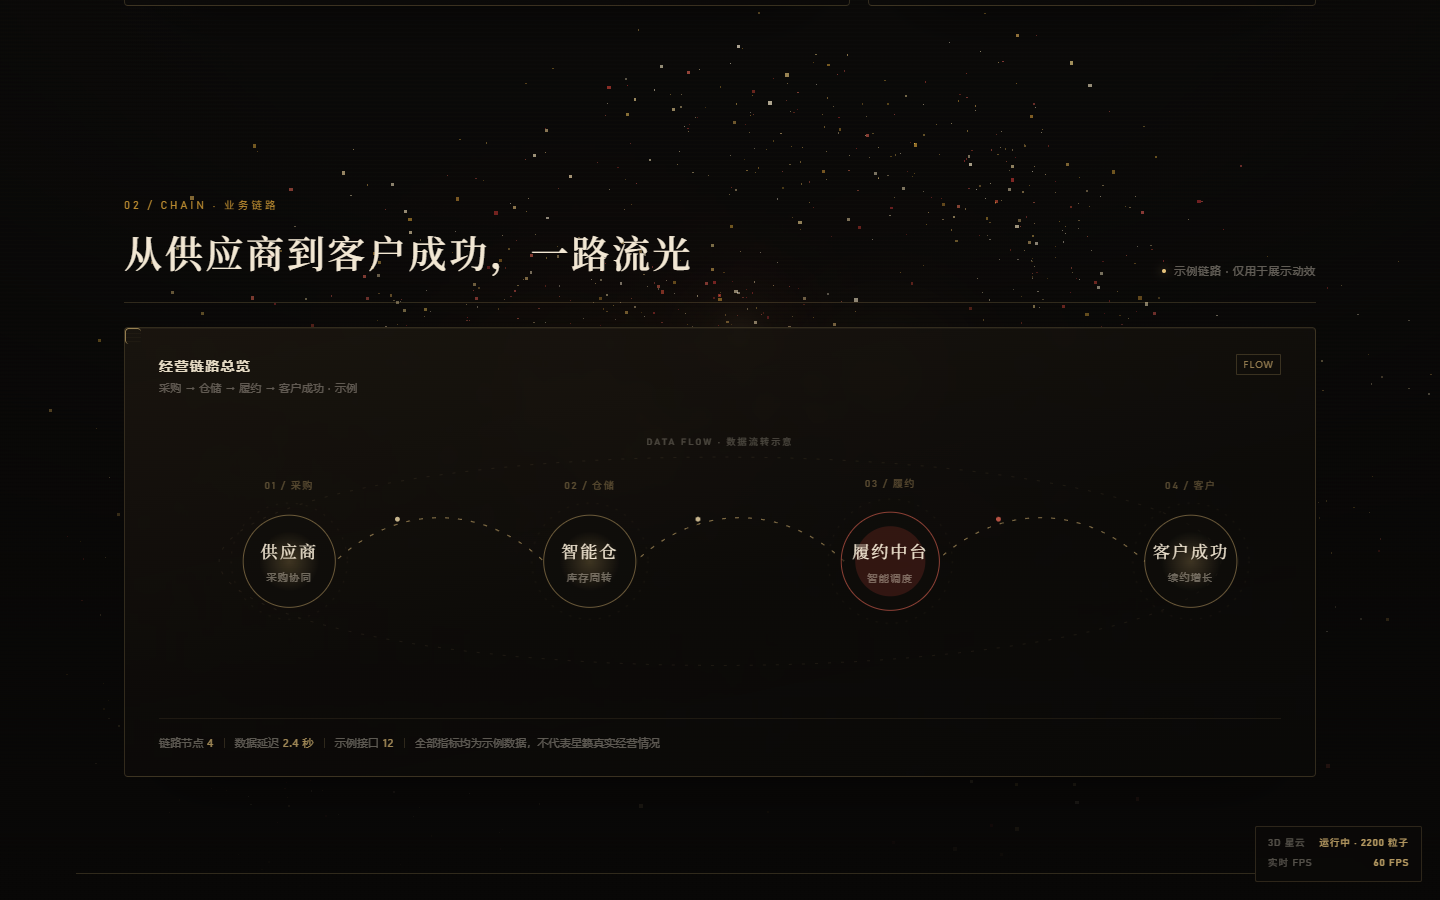 02 / CHAIN · 业务链路
从供应商到客户成功，一路流光
示例链路 · 仅用于展示动效
经营链路总览
FLOW
采购 → 仓储 → 履约 → 客户成功 · 示例
DATA FLOW · 数据流转示意
01 / 采购
02 / 仓储
03 / 履约
04 / 客户
供应商
采购协同
智能仓
库存周转
履约中台
智能调度
客户成功
续约增长
链路节点 4 | 数据延迟 2.4 秒 | 示例接口 12 | 全部指标均为示例数据，不代表星籁真实经营情况
3D 星云 运行中 · 2200 粒子
实时 FPS 60 FPS